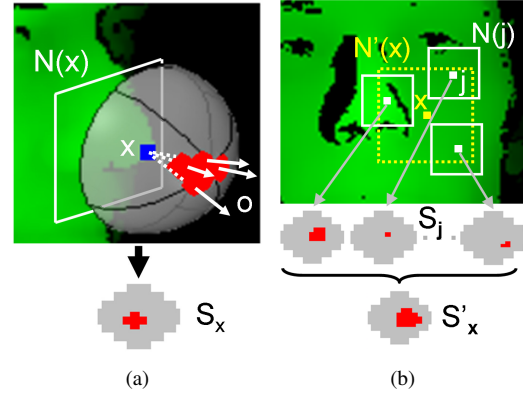 N(x)
x
o
S_x
(a)
N'(x)
N(j)
j
x
S_j
. . .
S'_x
(b)